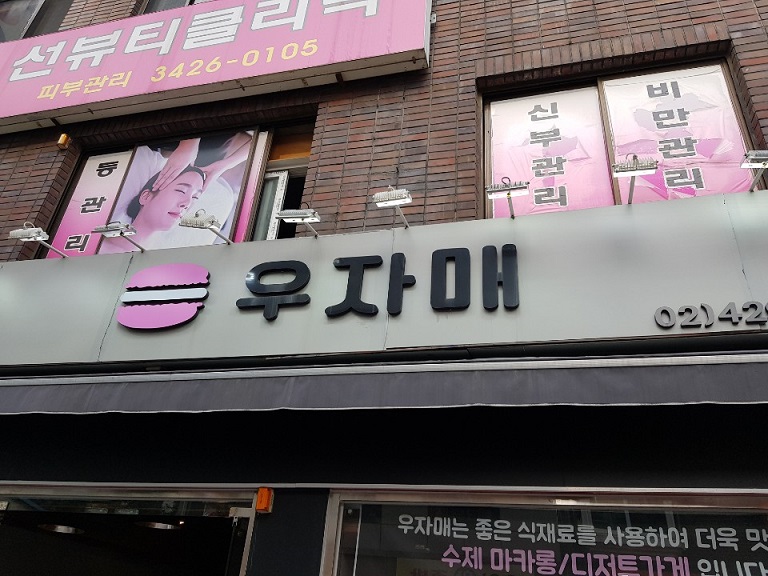 선뷰티클리닉
피부관리 3426-0105
등관리
신부관리
비만관리
우자매
02)429
우자매는 좋은 식재료를 사용하여 더욱 맛
수제 마카롱/디저트가게 입니다